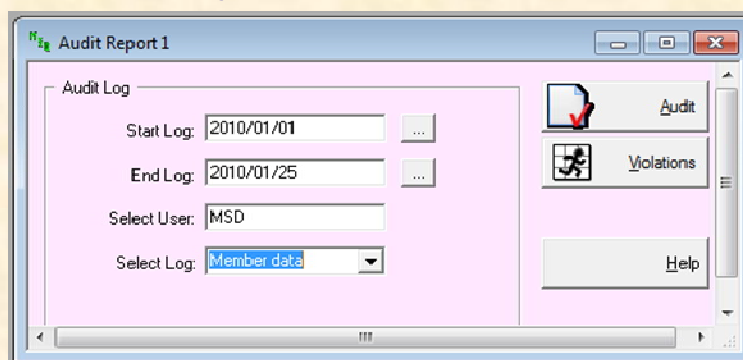 Audit Report 1
Audit Log
Start Log: 2010/01/01 ...
End Log: 2010/01/25 ...
Select User: MSD
Select Log: Member data
Audit
Violations
Help